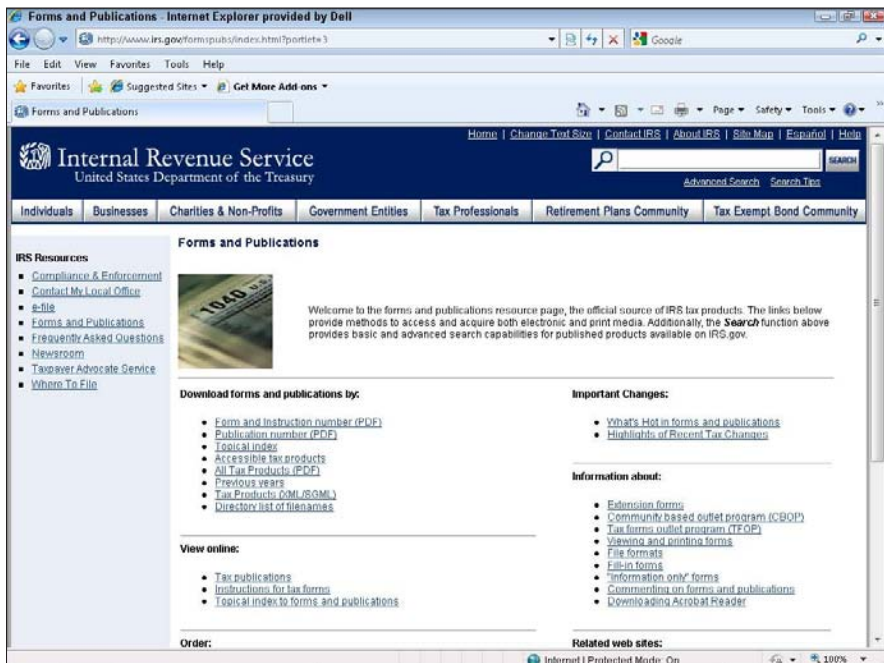 Forms and Publications - Internet Explorer provided by Dell
http://www.irs.gov/formspubs/index.html?portlet=3
Google
File Edit View Favorites Tools Help
Favorites Suggested Sites Get More Add-ons
Forms and Publications
Page Safety Tools
Home | Change Text Size | Contact IRS | About IRS | Site Map | Español | Help
Internal Revenue Service
United States Department of the Treasury
SEARCH
Advanced Search Search Tips
Individuals Businesses Charities & Non-Profits Government Entities Tax Professionals Retirement Plans Community Tax Exempt Bond Community
IRS Resources
Compliance & Enforcement
Contact My Local Office
e-file
Forms and Publications
Frequently Asked Questions
Newsroom
Taxpayer Advocate Service
Where To File
Forms and Publications
1040 U.S.
Welcome to the forms and publications resource page, the official source of IRS tax products. The links below
provide methods to access and acquire both electronic and print media. Additionally, the Search function above
provides basic and advanced search capabilities for published products available on IRS.gov.
Download forms and publications by:
Form and Instruction number (PDF)
Publication number (PDF)
Topical index
Accessible tax products
All Tax Products (PDF)
Previous years
Tax Products (XML/SGML)
Directory list of filenames
View online:
Tax publications
Instructions for tax forms
Topical index to forms and publications
Order:
Important Changes:
What's Hot in forms and publications
Highlights of Recent Tax Changes
Information about:
Extension forms
Community based outlet program (CBOP)
Tax forms outlet program (TFOP)
Viewing and printing forms
File formats
Fill-in forms
"Information only" forms
Commenting on forms and publications
Downloading Acrobat Reader
Related web sites:
Internet | Protected Mode: On
100%